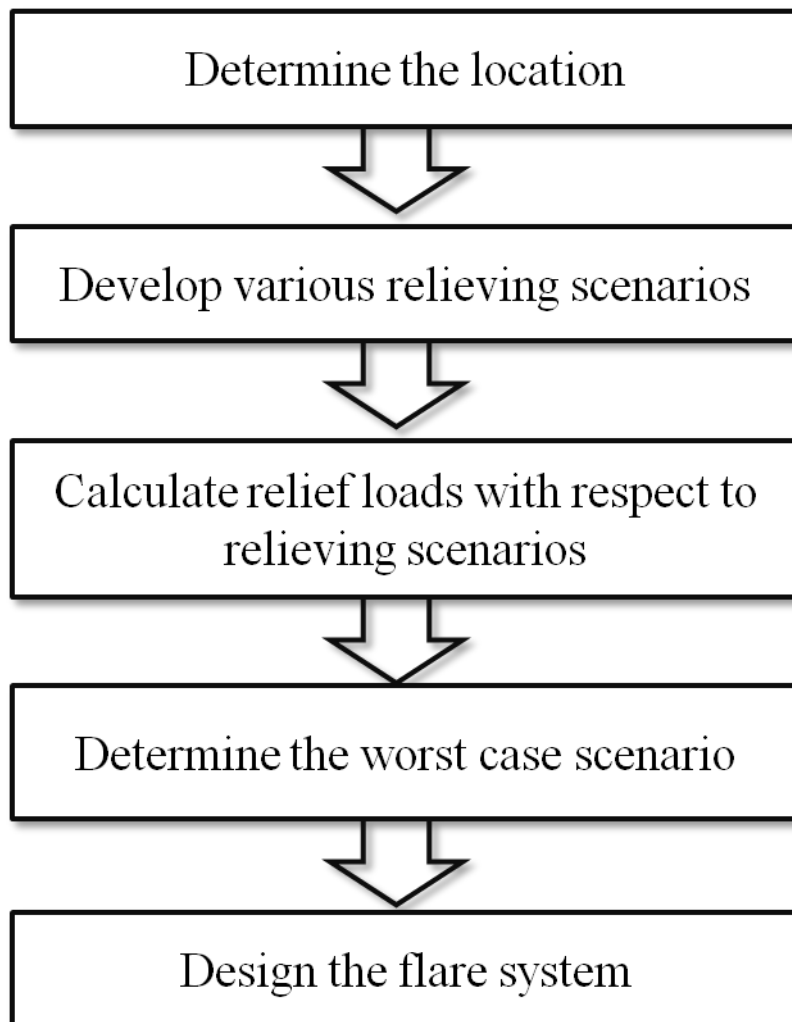 Determine the location
Develop various relieving scenarios
Calculate relief loads with respect to
relieving scenarios
Determine the worst case scenario
Design the flare system